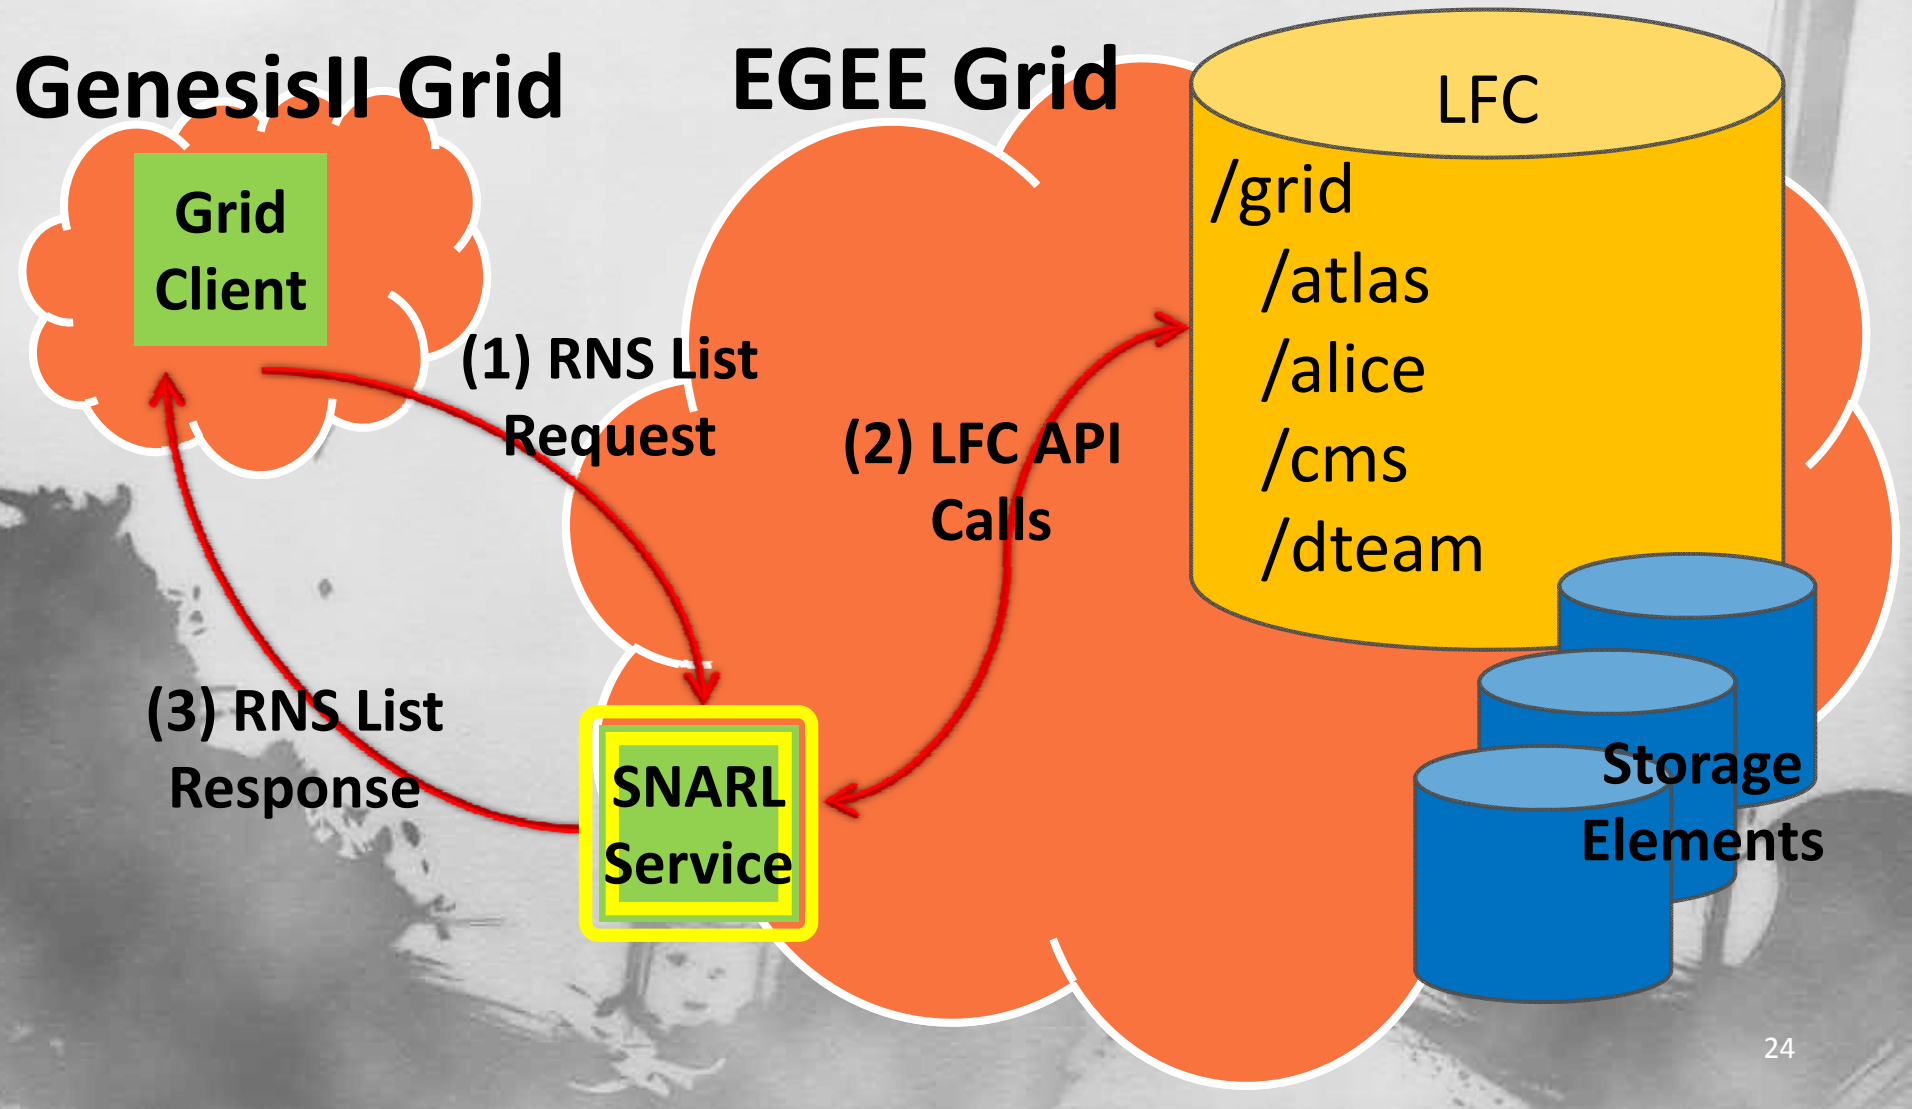 GenesisII Grid
EGEE Grid
LFC
Grid
Client
/grid
/atlas
/alice
/cms
/dteam
(1) RNS List
Request
(2) LFC API
Calls
(3) RNS List
Response
SNARL
Service
Storage
Elements
24